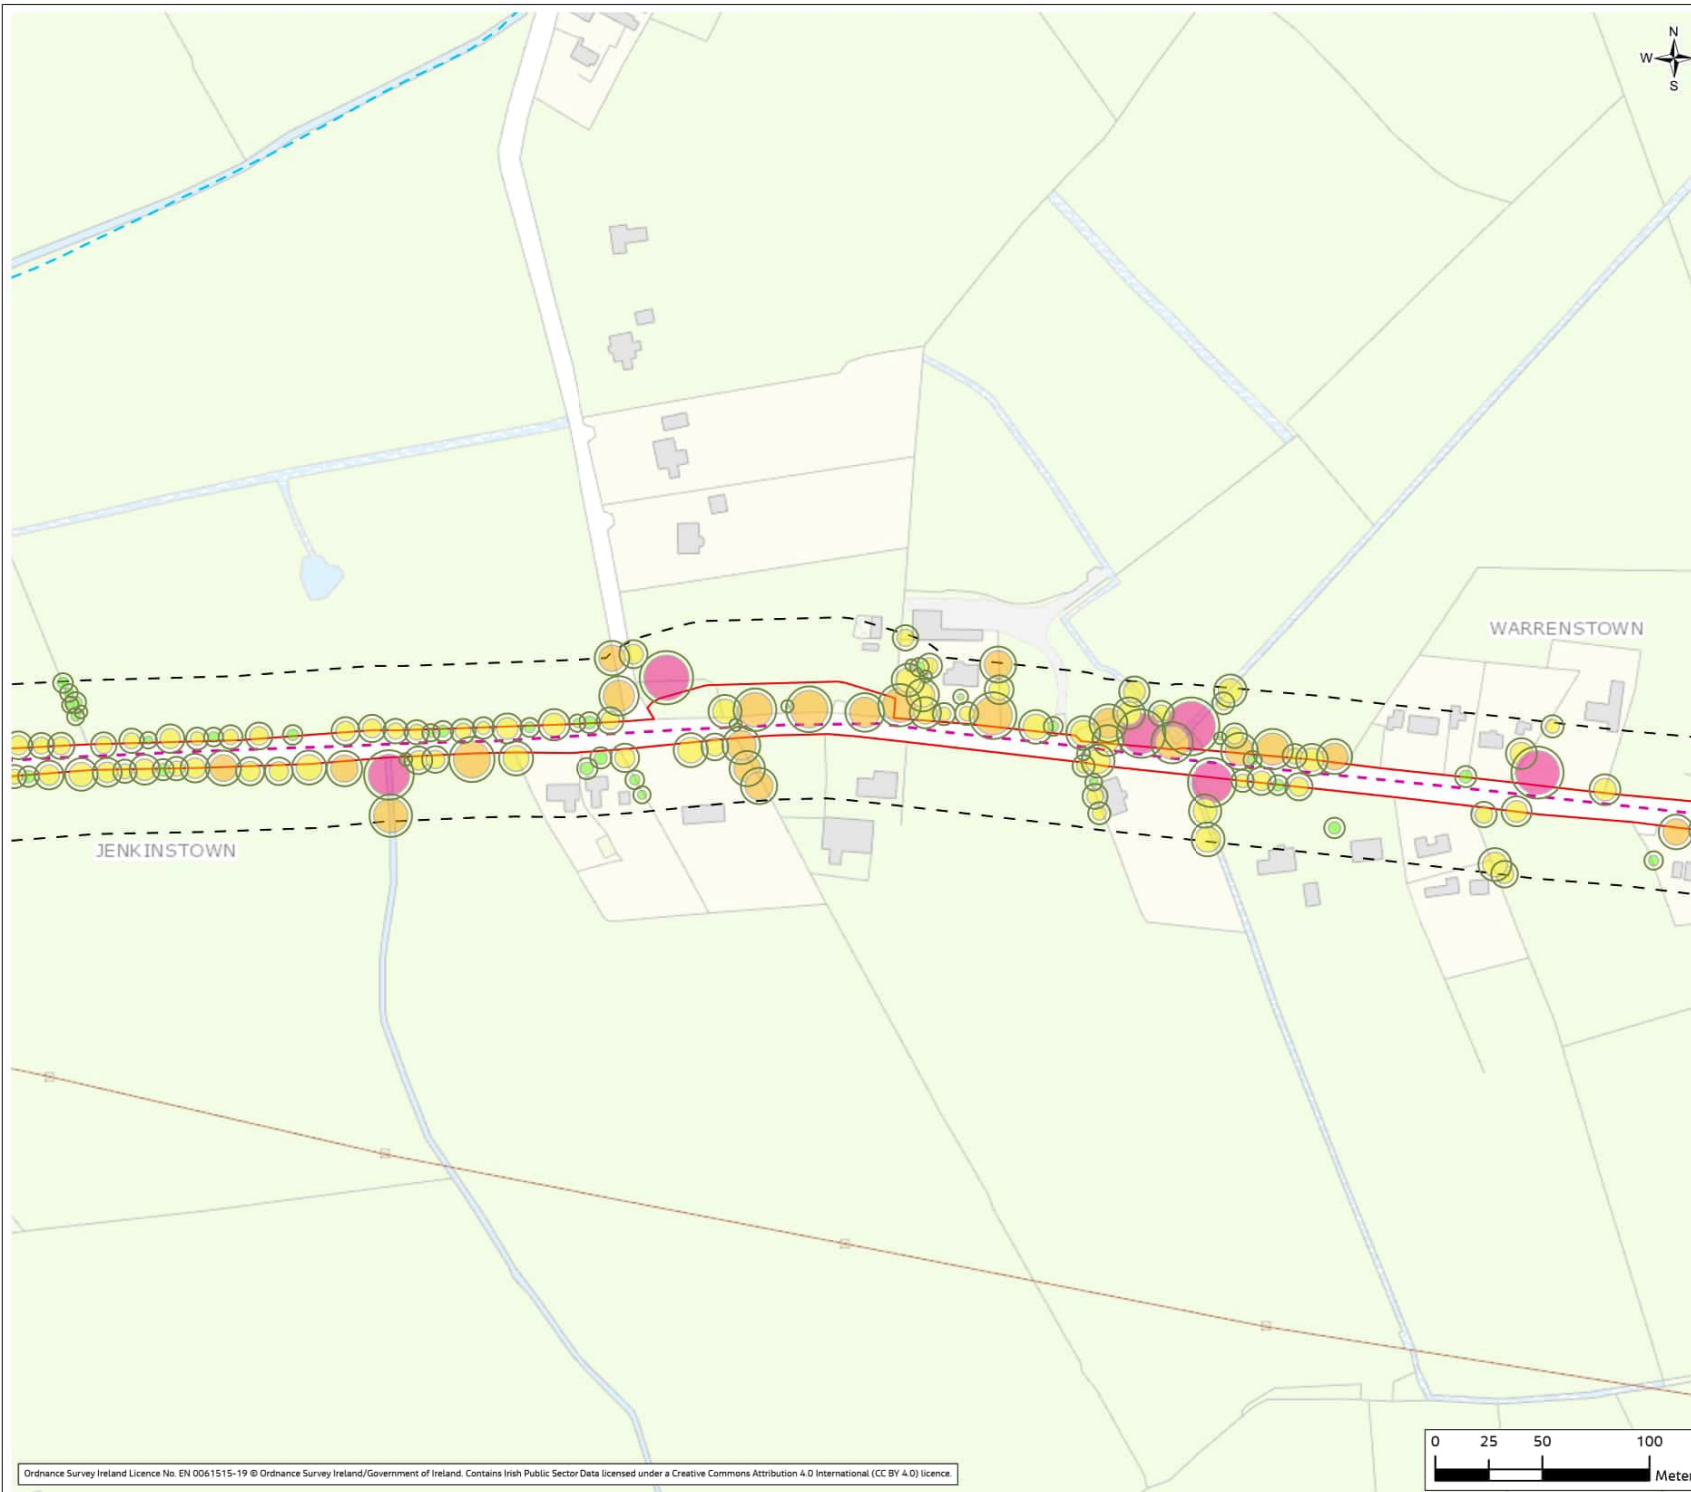 N
W
S
WARRENSTOWN
JENKINSTOWN
0 25 50 100
Meter
Ordnance Survey Ireland Licence No. EN 0061515-19 © Ordnance Survey Ireland/Government of Ireland. Contains Irish Public Sector Data licensed under a Creative Commons Attribution 4.0 International (CC BY 4.0) licence.